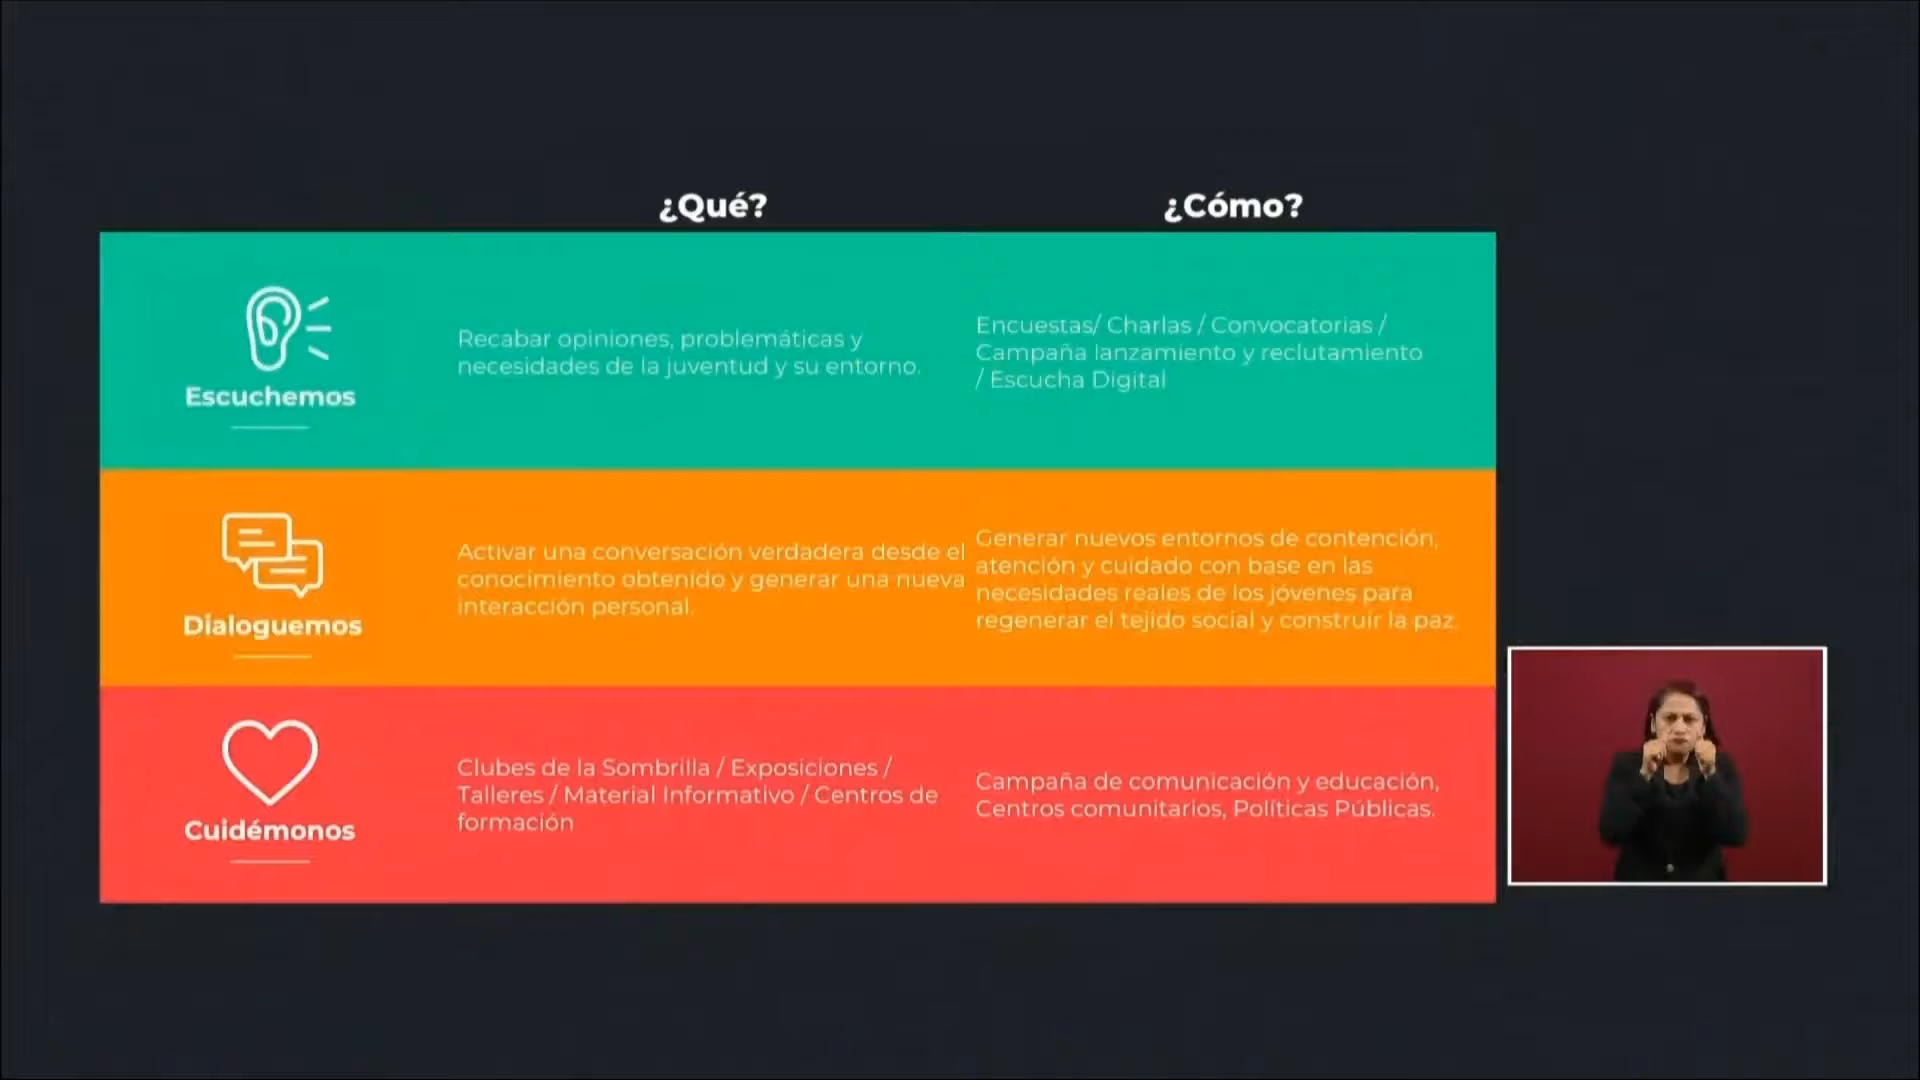 ¿Qué?
¿Cómo?
Escuchemos
Recabar opiniones, problemáticas y
necesidades de la juventud y su entorno.
Encuestas/ Charlas / Convocatorias /
Campaña lanzamiento y reclutamiento
/ Escucha Digital
Dialoguemos
Activar una conversación verdadera desde el
conocimiento obtenido y generar una nueva
interacción personal.
Generar nuevos entornos de contención,
atención y cuidado con base en las
necesidades reales de los jóvenes para
regenerar el tejido social y construir la paz.
Cuidémonos
Clubes de la Sombrilla / Exposiciones /
Talleres / Material Informativo / Centros de
formación
Campaña de comunicación y educación,
Centros comunitarios, Políticas Públicas.